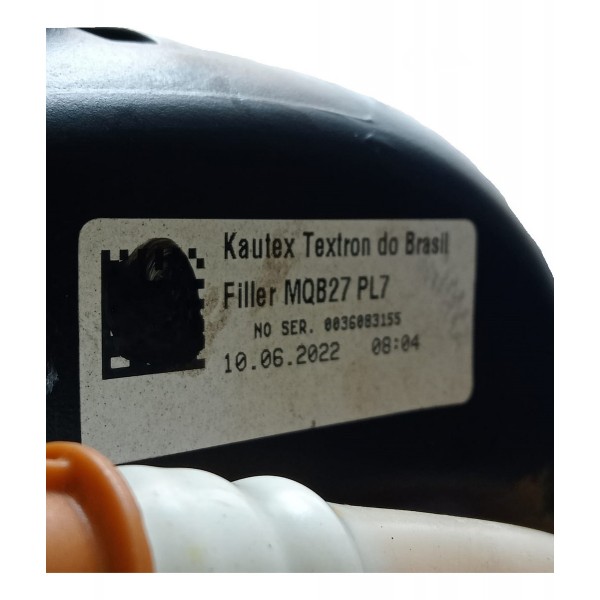 Kautex Textron do Brasil
Filler MQB27 PL7
NO SER. 0036083155
10.06.2022 08:04